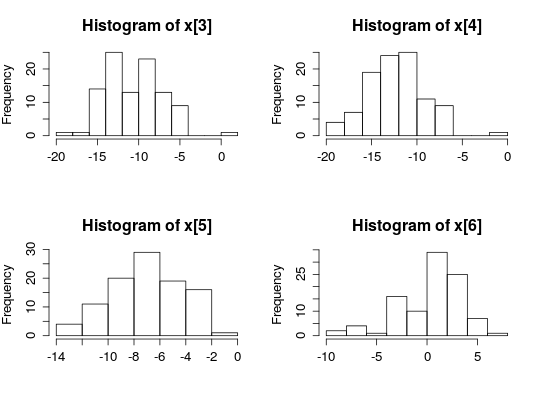 Histogram of x[3]
Frequency
0 10 20
-20 -15 -10 -5 0
Histogram of x[4]
Frequency
0 10 20
-20 -15 -10 -5 0
Histogram of x[5]
Frequency
0 10 20 30
-14 -10 -8 -6 -4 -2 0
Histogram of x[6]
Frequency
0 10 25
-10 -5 0 5